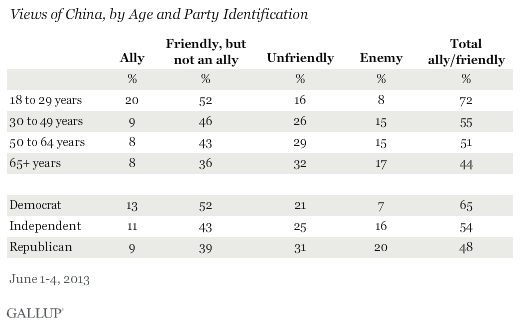 Views of China, by Age and Party Identification
Ally Friendly, but not an ally Unfriendly Enemy Total ally/friendly
% % % % %
18 to 29 years 20 52 16 8 72
30 to 49 years 9 46 26 15 55
50 to 64 years 8 43 29 15 51
65+ years 8 36 32 17 44
Democrat 13 52 21 7 65
Independent 11 43 25 16 54
Republican 9 39 31 20 48
June 1-4, 2013
GALLUP®